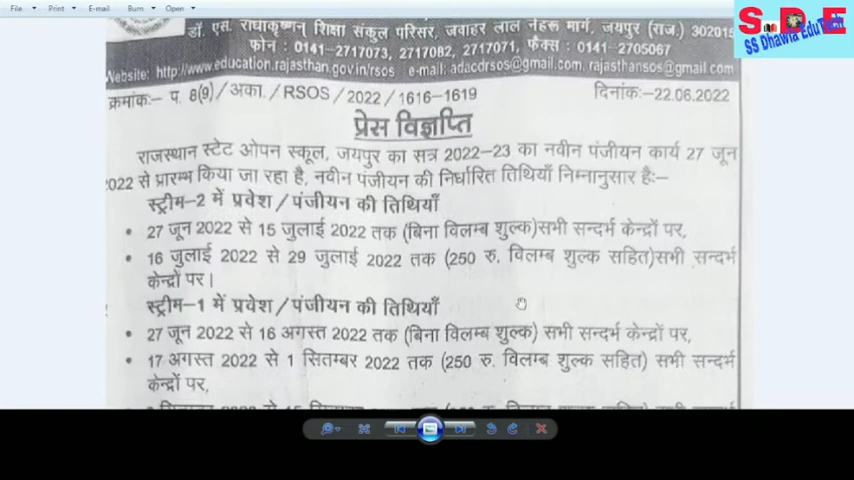 File
Print
E-mail
Burn
Open
SDE
SS Dhawla EduTech
डॉ. एस. राधाकृष्णन् शिक्षा संकुल परिसर, जवाहर लाल नेहरू मार्ग, जयपुर (राज.) 302015
फोन : 0141-2717073, 2717082, 2717071, फैक्स : 0141-2705067
Website: http://www.education.rajasthan.gov.in/rsos e-mail: adacdrsos@gmail.com, rajasthansos@gmail.com
क्रमांकः- प. 8(9)/अका./RSOS/2022/1616-1619
दिनांकः-22.06.2022
प्रेस विज्ञप्ति
राजस्थान स्टेट ओपन स्कूल, जयपुर का सत्र 2022-23 का नवीन पंजीयन कार्य 27 जून
2022 से प्रारम्भ किया जा रहा है, नवीन पंजीयन की निर्धारित तिथियाँ निम्नानुसार हैः-
स्ट्रीम-2 में प्रवेश/पंजीयन की तिथियाँ
• 27 जून 2022 से 15 जुलाई 2022 तक (बिना विलम्ब शुल्क)सभी सन्दर्भ केन्द्रों पर,
• 16 जुलाई 2022 से 29 जुलाई 2022 तक (250 रु. विलम्ब शुल्क सहित)सभी सन्दर्भ
केन्द्रों पर।
स्ट्रीम-1 में प्रवेश/पंजीयन की तिथियाँ
• 27 जून 2022 से 16 अगस्त 2022 तक (बिना विलम्ब शुल्क) सभी सन्दर्भ केन्द्रों पर,
• 17 अगस्त 2022 से 1 सितम्बर 2022 तक (250 रु. विलम्ब शुल्क सहित) सभी सन्दर्भ
केन्द्रों पर,